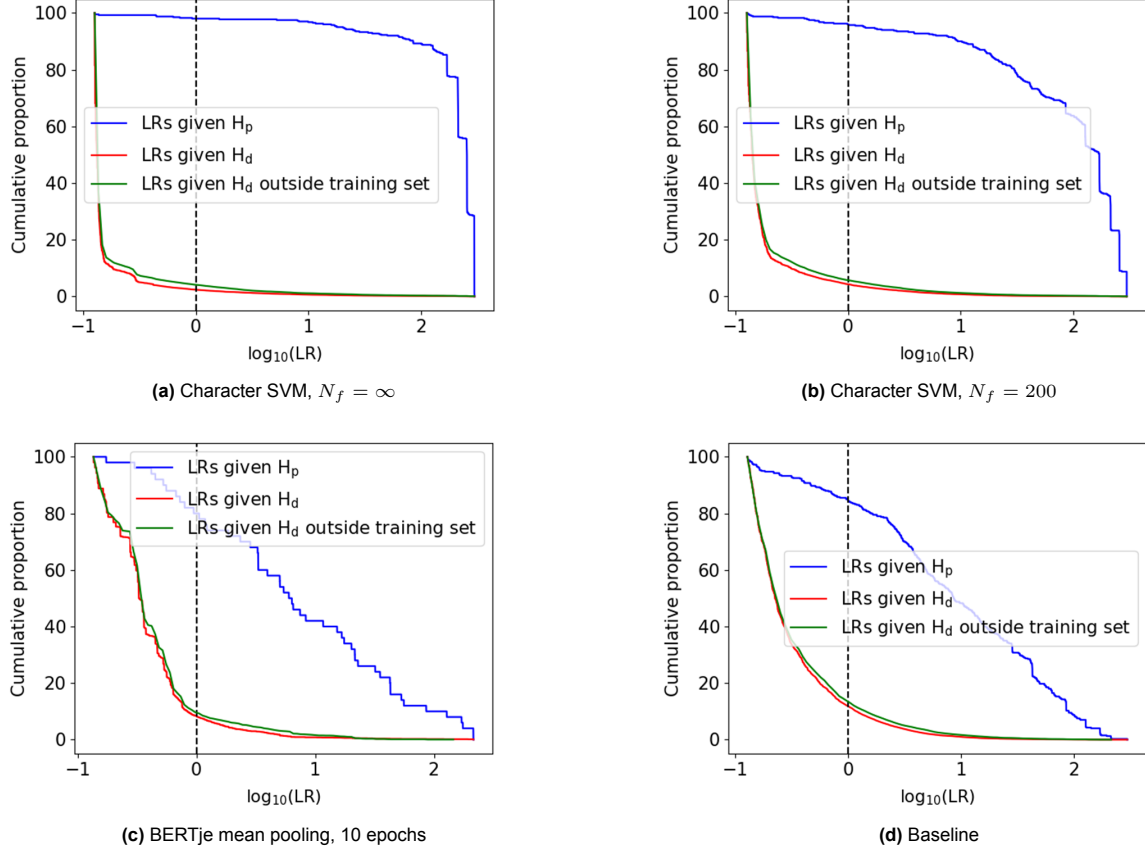 100
80
60
40
20
0
Cumulative proportion
LRs given Hp
LRs given Hd
LRs given Hd outside training set
−1 0 1 2
log10(LR)
(a) Character SVM, Nf = ∞
100
80
60
40
20
0
Cumulative proportion
LRs given Hp
LRs given Hd
LRs given Hd outside training set
−1 0 1 2
log10(LR)
(b) Character SVM, Nf = 200
100
80
60
40
20
0
Cumulative proportion
LRs given Hp
LRs given Hd
LRs given Hd outside training set
−1 0 1 2
log10(LR)
(c) BERTje mean pooling, 10 epochs
100
80
60
40
20
0
Cumulative proportion
LRs given Hp
LRs given Hd
LRs given Hd outside training set
−1 0 1 2
log10(LR)
(d) Baseline